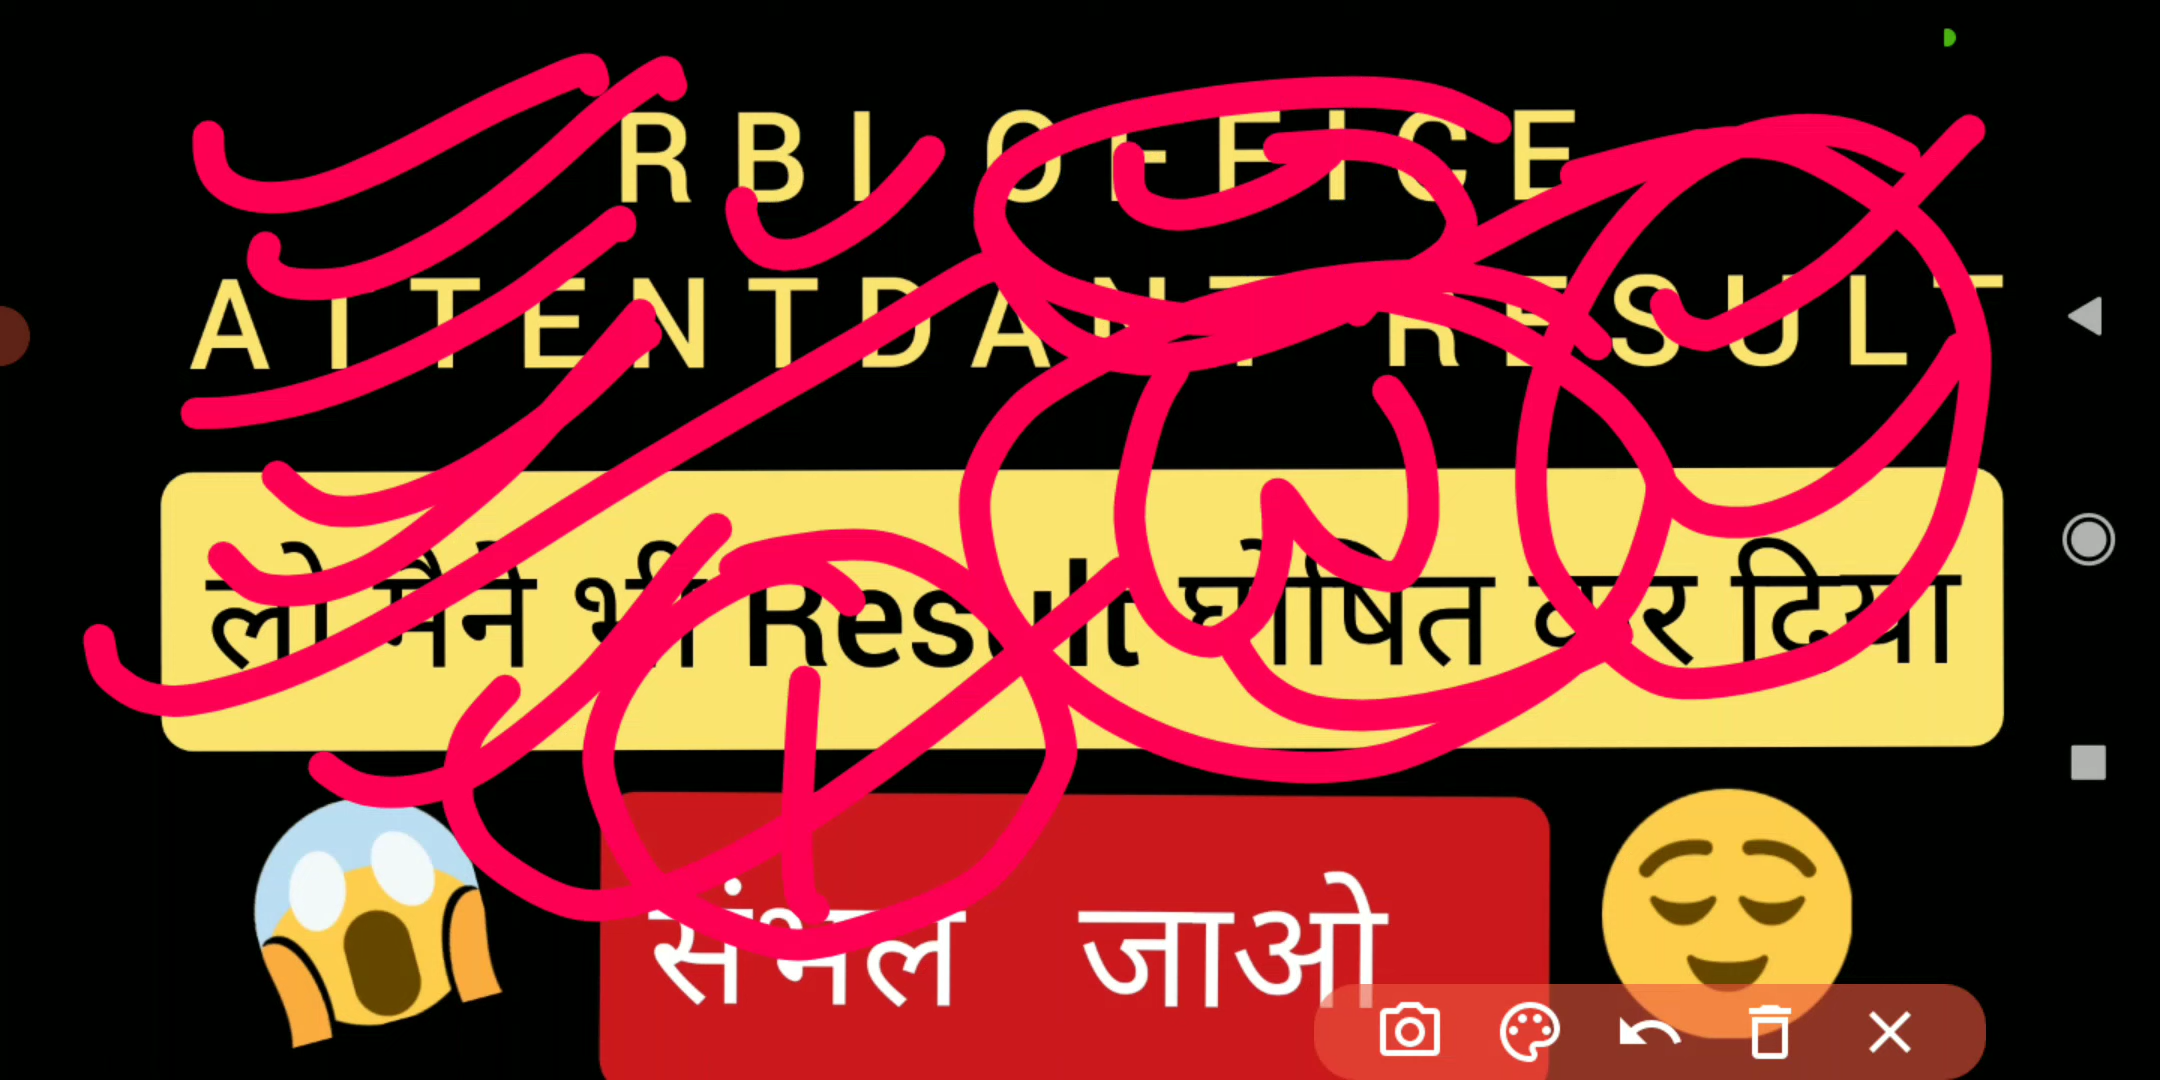 RBI OFFICE
ATTENTDANT RESULT
लो मैने भी Result घोषित कर दिया
संभल जाओ